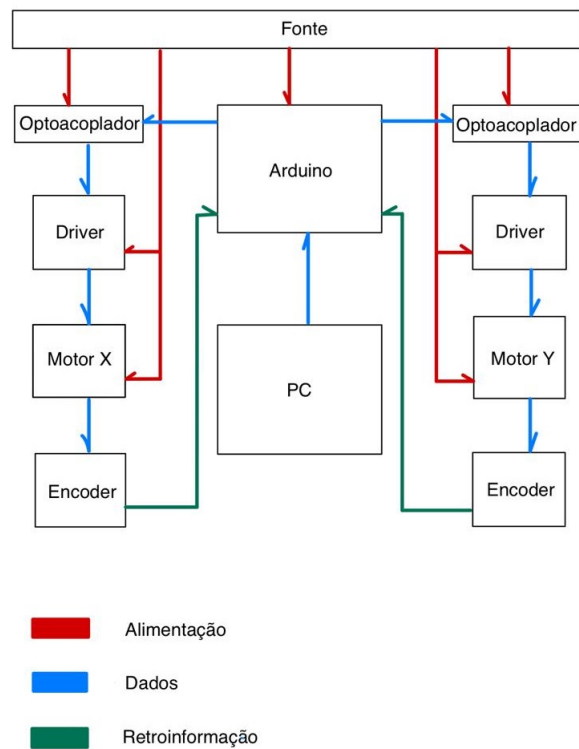 Fonte
Optoacoplador
Arduino
Optoacoplador
Driver
Driver
Motor X
PC
Motor Y
Encoder
Encoder
Alimentação
Dados
Retroinformação